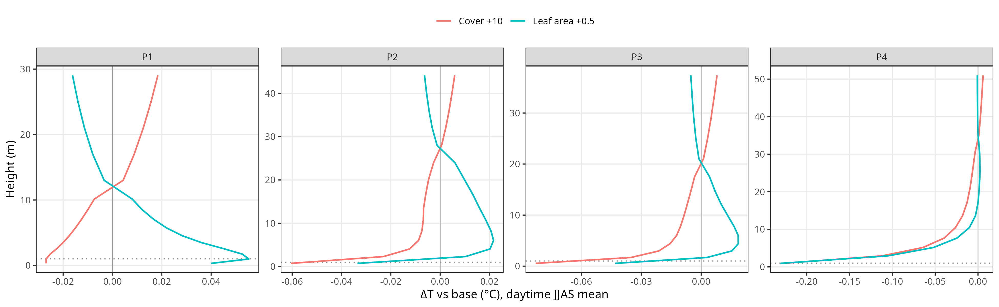 Cover +10 Leaf area +0.5
P1 P2 P3 P4
Height (m)
30
20
10
0
40
30
20
10
0
30
20
10
0
50
40
30
20
10
0
-0.02 0.00 0.02 0.04
-0.06 -0.04 -0.02 0.00 0.02
-0.06 -0.03 0.00
-0.20 -0.15 -0.10 -0.05 0.00
ΔT vs base (°C), daytime JJAS mean